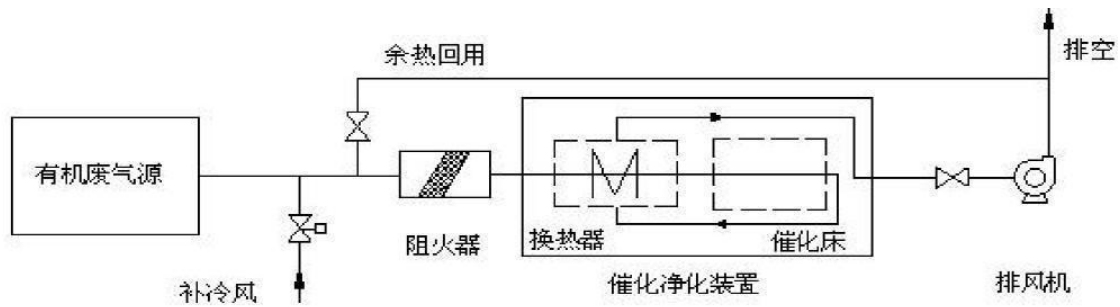 余热回用
排空
有机废气源
阻火器
换热器
催化床
补冷风
催化净化装置
排风机